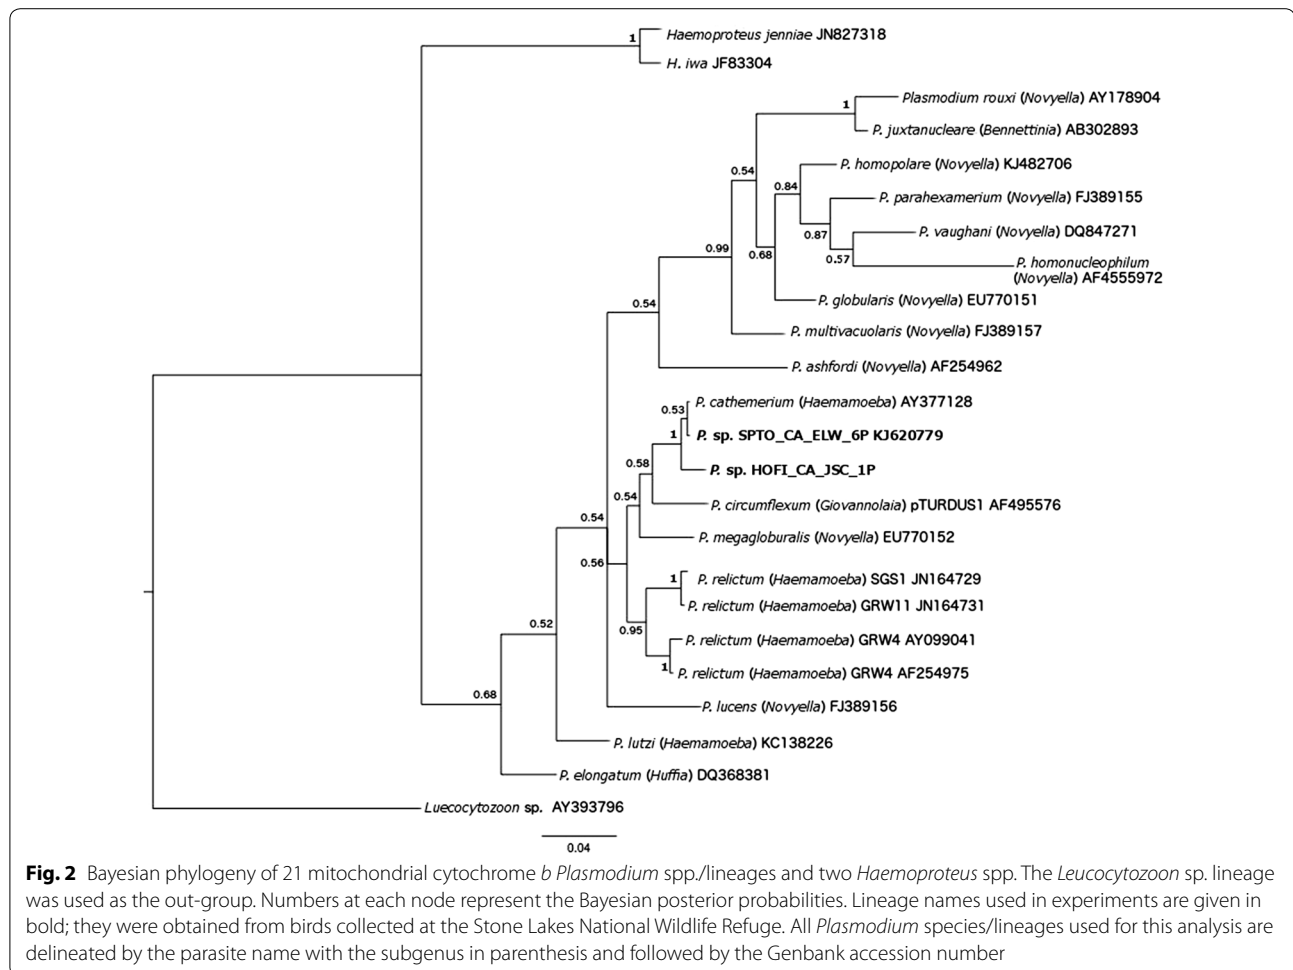 Haemoproteus jenniae JN827318
1
H. iwa JF83304
Plasmodium rouxi (Novyella) AY178904
1
P. juxtanucleare (Bennettinia) AB302893
P. homopolare (Novyella) KJ482706
0.54
0.84
P. parahexamerium (Novyella) FJ389155
P. vaughani (Novyella) DQ847271
0.87
0.99
0.68
0.57
P. homonucleophilum
(Novyella) AF4555972
P. globularis (Novyella) EU770151
0.54
P. multivacuolaris (Novyella) FJ389157
P. ashfordi (Novyella) AF254962
P. cathemerium (Haemamoeba) AY377128
0.53
P. sp. SPTO_CA_ELW_6P KJ620779
1
0.58
P. sp. HOFI_CA_JSC_1P
0.54
P. circumflexum (Giovannolaia) pTURDUS1 AF495576
0.54
P. megagloburalis (Novyella) EU770152
0.56
1
P. relictum (Haemamoeba) SGS1 JN164729
P. relictum (Haemamoeba) GRW11 JN164731
0.52
0.95
P. relictum (Haemamoeba) GRW4 AY099041
1
P. relictum (Haemamoeba) GRW4 AF254975
0.68
P. lucens (Novyella) FJ389156
P. lutzi (Haemamoeba) KC138226
P. elongatum (Huffia) DQ368381
Luecocytozoon sp. AY393796
0.04
Fig. 2 Bayesian phylogeny of 21 mitochondrial cytochrome b Plasmodium spp./lineages and two Haemoproteus spp. The Leucocytozoon sp. lineage
was used as the out-group. Numbers at each node represent the Bayesian posterior probabilities. Lineage names used in experiments are given in
bold; they were obtained from birds collected at the Stone Lakes National Wildlife Refuge. All Plasmodium species/lineages used for this analysis are
delineated by the parasite name with the subgenus in parenthesis and followed by the Genbank accession number